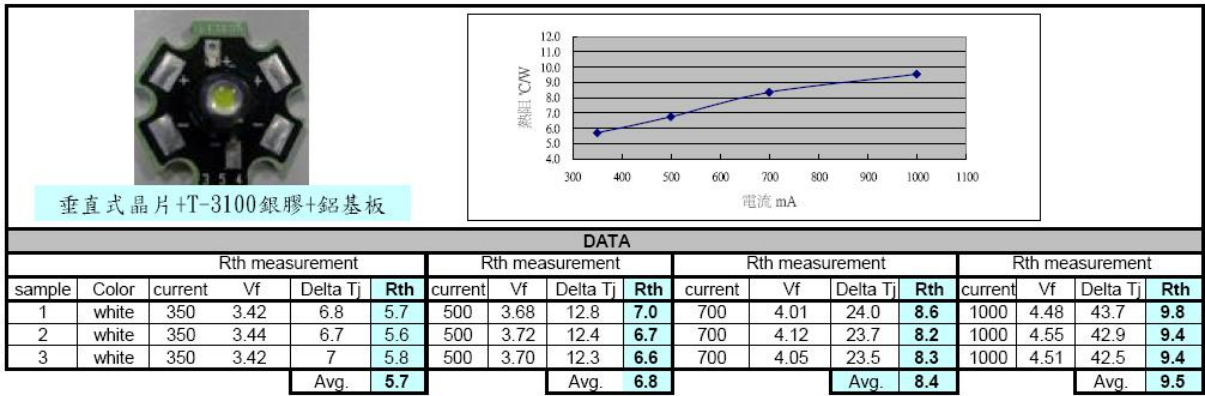 垂直式晶片+T-3100銀膠+鋁基板
熱阻 ℃/W
12.0
11.0
10.0
9.0
8.0
7.0
6.0
5.0
4.0
300 400 500 600 700 800 900 1000 1100
電流 mA
DATA
Rth measurement Rth measurement Rth measurement Rth measurement
sample Color current Vf Delta Tj Rth current Vf Delta Tj Rth current Vf Delta Tj Rth current Vf Delta Tj Rth
1 white 350 3.42 6.8 5.7 500 3.68 12.8 7.0 700 4.01 24.0 8.6 1000 4.48 43.7 9.8
2 white 350 3.44 6.7 5.6 500 3.72 12.4 6.7 700 4.12 23.7 8.2 1000 4.55 42.9 9.4
3 white 350 3.42 7 5.8 500 3.70 12.3 6.6 700 4.05 23.5 8.3 1000 4.51 42.5 9.4
Avg. 5.7 Avg. 6.8 Avg. 8.4 Avg. 9.5